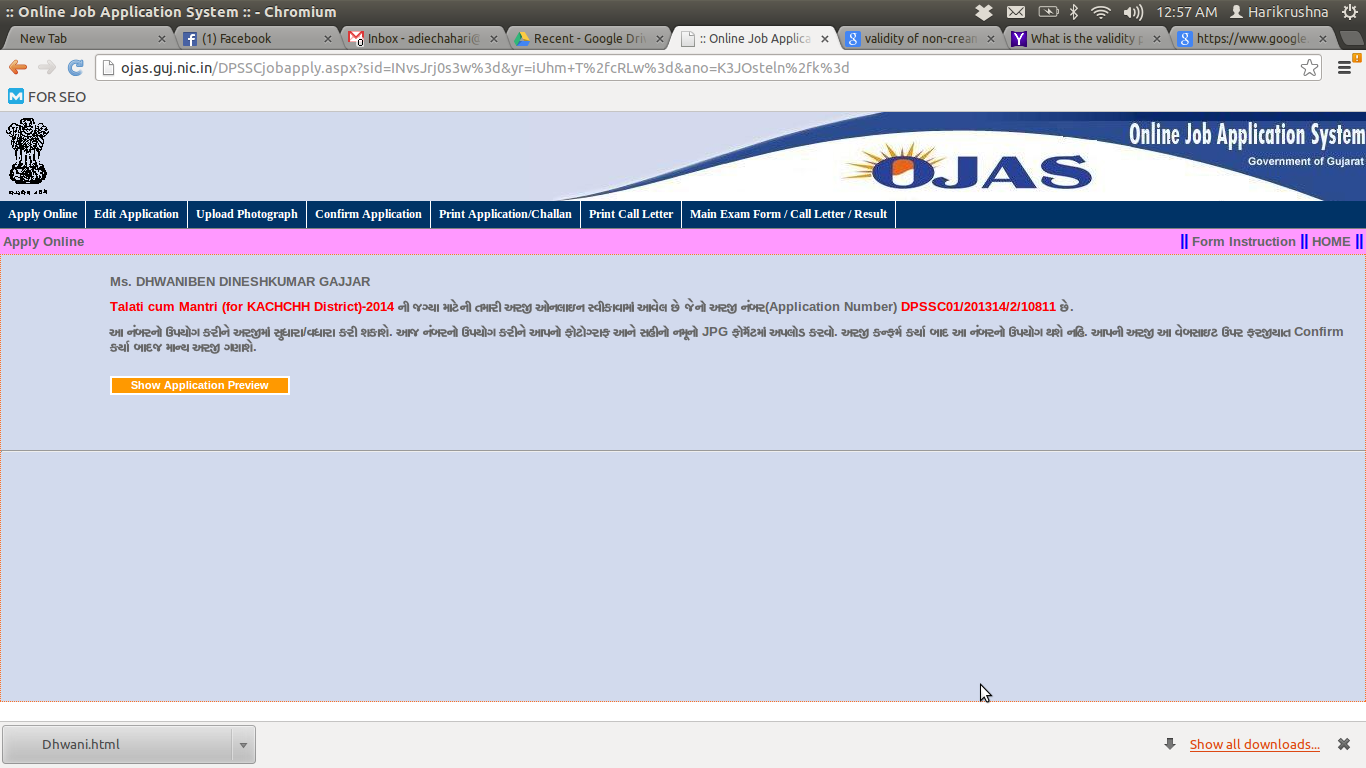 :: Online Job Application System :: - Chromium
12:57 AM Harikrushna
New Tab
(1) Facebook
Inbox - adiechahari@
Recent - Google Dri
:: Online Job Applica
validity of non-crean
What is the validity p
https://www.google.
ojas.guj.nic.in/DPSSCjobapply.aspx?sid=INvsJrj0s3w%3d&yr=iUhm+T%2fcRLw%3d&ano=K3JOsteln%2fk%3d
FOR SEO
Online Job Application System
Government of Gujarat
OJAS
Apply Online Edit Application Upload Photograph Confirm Application Print Application/Challan Print Call Letter Main Exam Form / Call Letter / Result
Apply Online
|| Form Instruction || HOME ||
Ms. DHWANIBEN DINESHKUMAR GAJJAR
Talati cum Mantri (for KACHCHH District)-2014 ની જગ્યા માટેની તમારી અરજી ઓનલાઇન સ્વીકાવામાં આવેલ છે જેનો અરજી નંબર(Application Number) DPSSC01/201314/2/10811 છે.
આ નંબરનો ઉપયોગ કરીને અરજીમાં સુધારા/વધારા કરી શકાશે. આજ નંબરનો ઉપયોગ કરીને આપનો ફોટોગ્રાફ આને સહીનો નમૂનો JPG ફોર્મેટમાં અપલોડ કરવો. અરજી કન્ફર્મ કર્યા બાદ આ નંબરનો ઉપયોગ થશે નહિ. આપની અરજી આ વેબસાઇટ ઉપર ફરજીયાત Confirm
કર્યા બાદજ માન્ય અરજી ગણાશે.
Show Application Preview
Dhwani.html
Show all downloads...